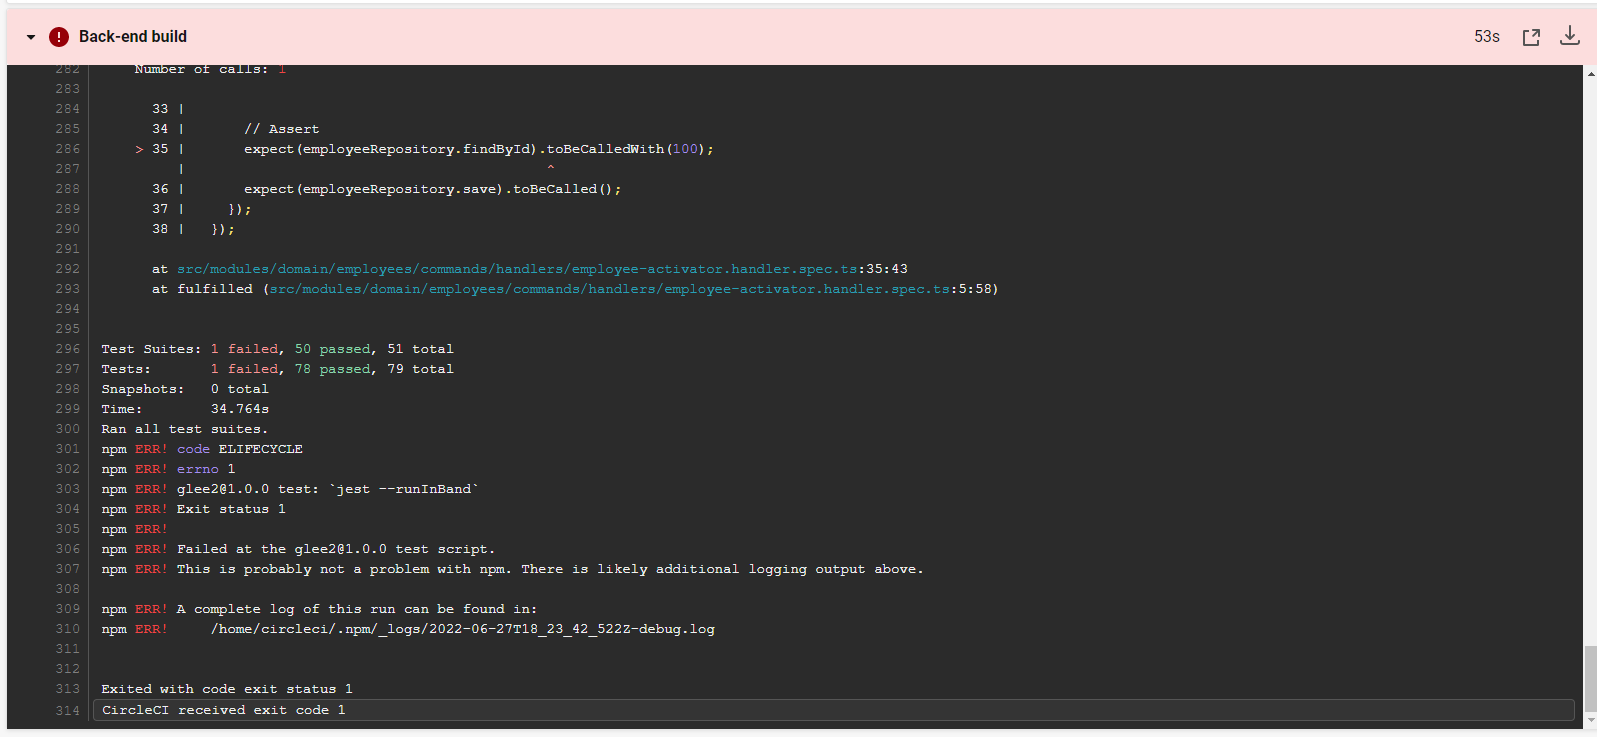 Back-end build
53s
282 Number of calls: 1
283
284 33 |
285 34 | // Assert
286 > 35 | expect(employeeRepository.findById).toBeCalledWith(100);
287 | ^
288 36 | expect(employeeRepository.save).toBeCalled();
289 37 | });
290 38 | });
291
292 at src/modules/domain/employees/commands/handlers/employee-activator.handler.spec.ts:35:43
293 at fulfilled (src/modules/domain/employees/commands/handlers/employee-activator.handler.spec.ts:5:58)
294
295
296 Test Suites: 1 failed, 50 passed, 51 total
297 Tests: 1 failed, 78 passed, 79 total
298 Snapshots: 0 total
299 Time: 34.764s
300 Ran all test suites.
301 npm ERR! code ELIFECYCLE
302 npm ERR! errno 1
303 npm ERR! glee2@1.0.0 test: `jest --runInBand`
304 npm ERR! Exit status 1
305 npm ERR!
306 npm ERR! Failed at the glee2@1.0.0 test script.
307 npm ERR! This is probably not a problem with npm. There is likely additional logging output above.
308
309 npm ERR! A complete log of this run can be found in:
310 npm ERR! /home/circleci/.npm/_logs/2022-06-27T18_23_42_522Z-debug.log
311
312
313 Exited with code exit status 1
314 CircleCI received exit code 1